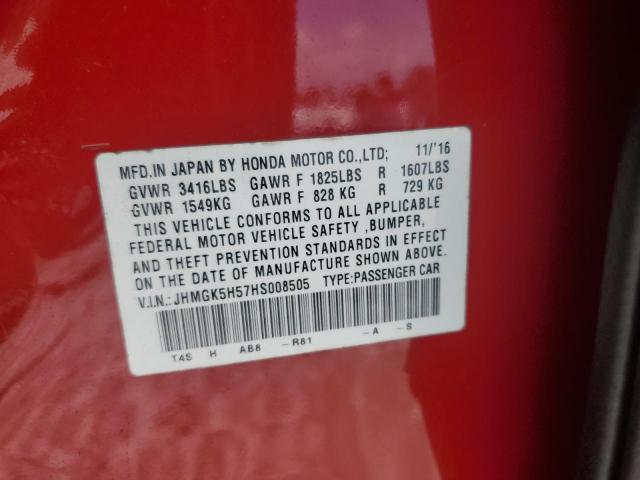 MFD.IN JAPAN BY HONDA MOTOR CO.,LTD; 11/'16
GVWR 3416LBS GAWR F 1825LBS R 1607LBS
GVWR 1549KG GAWR F 828 KG R 729 KG
THIS VEHICLE CONFORMS TO ALL APPLICABLE
FEDERAL MOTOR VEHICLE SAFETY ,BUMPER,
AND THEFT PREVENTION STANDARDS IN EFFECT
ON THE DATE OF MANUFACTURE SHOWN ABOVE.
V.I.N.: JHMGK5H57HS008505 TYPE:PASSENGER CAR
T4S H AB8 -R81 -A -S